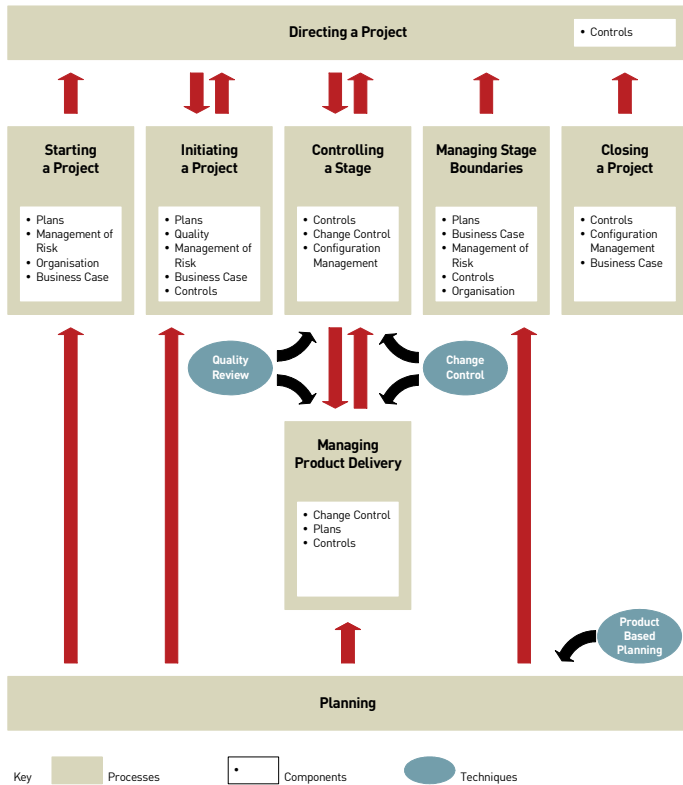 Directing a Project
• Controls
Starting
a Project
• Plans
• Management of
Risk
• Organisation
• Business Case
Initiating
a Project
• Plans
• Quality
• Management of
Risk
• Business Case
• Controls
Controlling
a Stage
• Controls
• Change Control
• Configuration
Management
Managing Stage
Boundaries
• Plans
• Business Case
• Management of
Risk
• Controls
• Organisation
Closing
a Project
• Controls
• Configuration
Management
• Business Case
Quality
Review
Change
Control
Managing
Product Delivery
• Change Control
• Plans
• Controls
Product
Based
Planning
Planning
Key
Processes
•
Components
Techniques